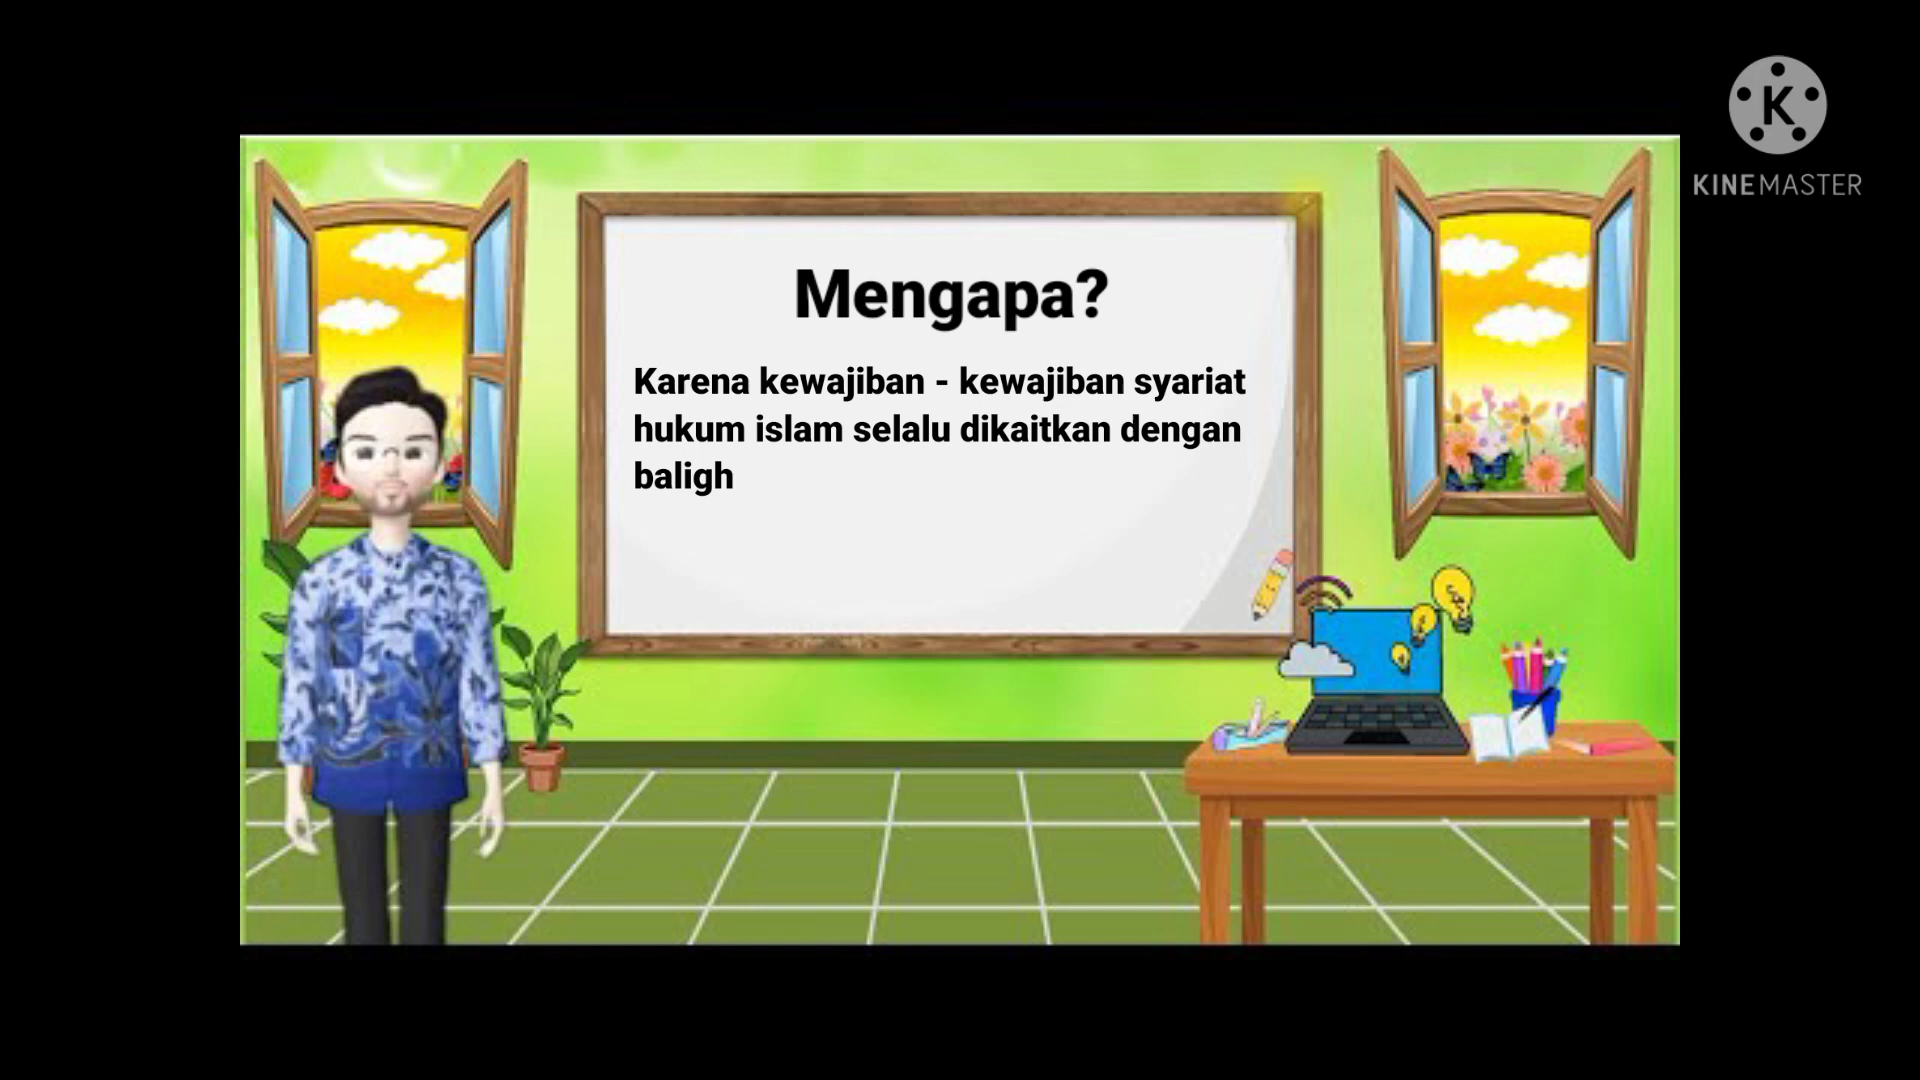 Mengapa?
Karena kewajiban - kewajiban syariat
hukum islam selalu dikaitkan dengan
baligh
K
KINEMASTER